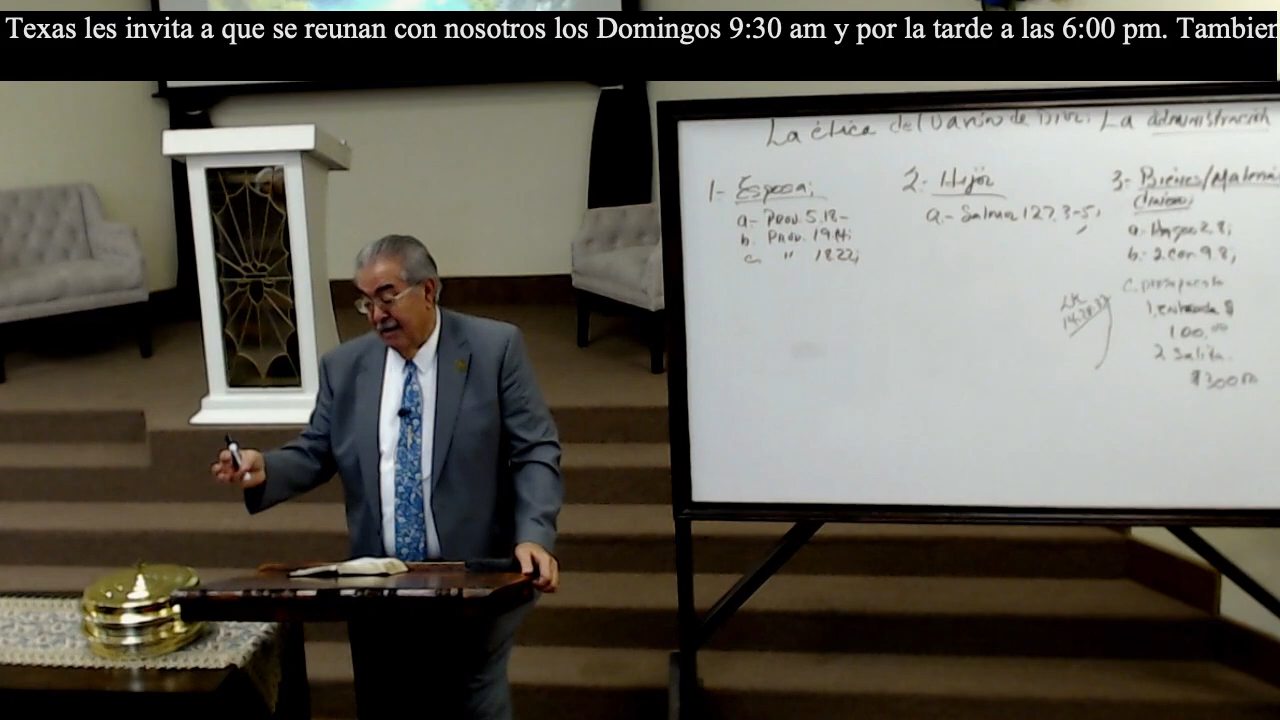 Texas les invita a que se reunan con nosotros los Domingos 9:30 am y por la tarde a las 6:00 pm. Tambien
La ética del Varón de Dios: La administración
1- Esposa;
a- Prov. 5.18-
b. Prov. 19.14;
c. " 18.22;
2- Hijos
a.- Salmos 127.3-5,
3- Bienes/Material
dinero;
a. Hageo 2.8;
b. 2 Cor. 9.8;
c. presupuesto
1. entrada $
100.00
2. Salida.
$300.00